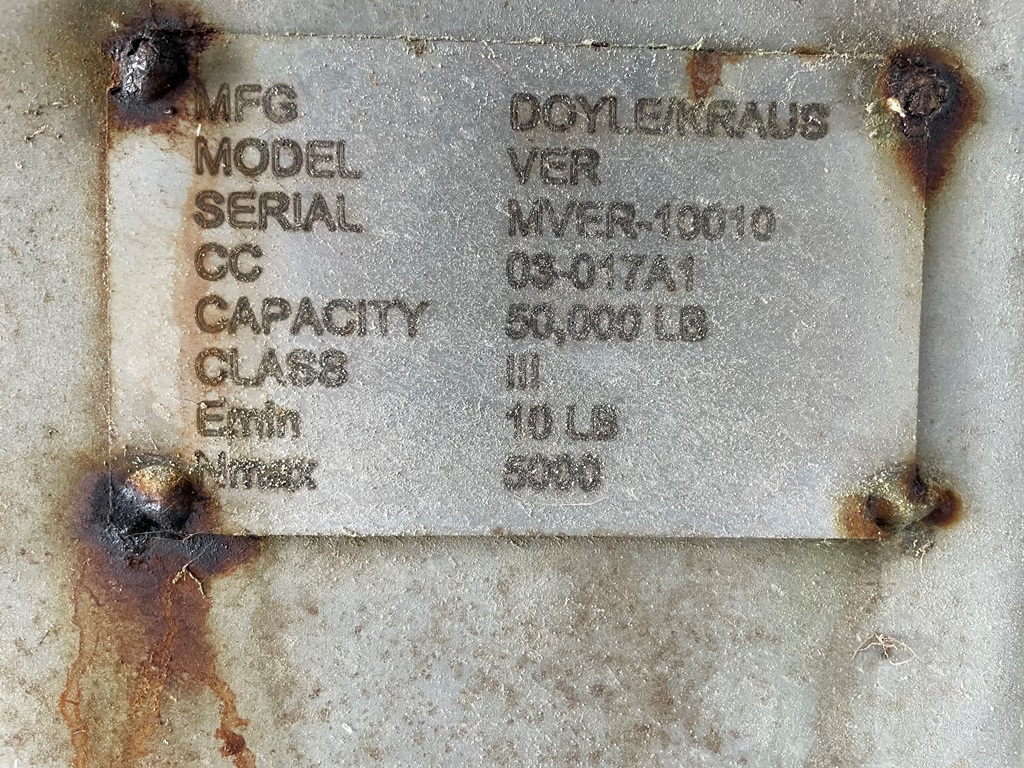 MFG DOYLE/KRAUS
MODEL VER
SERIAL MVER-10010
CC 03-017A1
CAPACITY 50,000 LB
CLASS III
Emin 10 LB
Nmax 5000